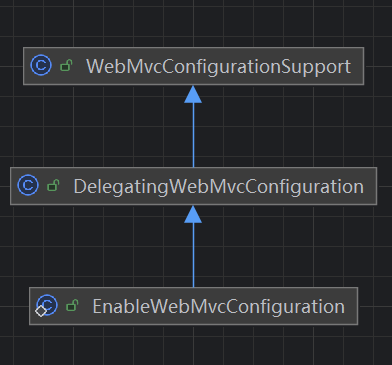 WebMvcConfigurationSupport
DelegatingWebMvcConfiguration
EnableWebMvcConfiguration